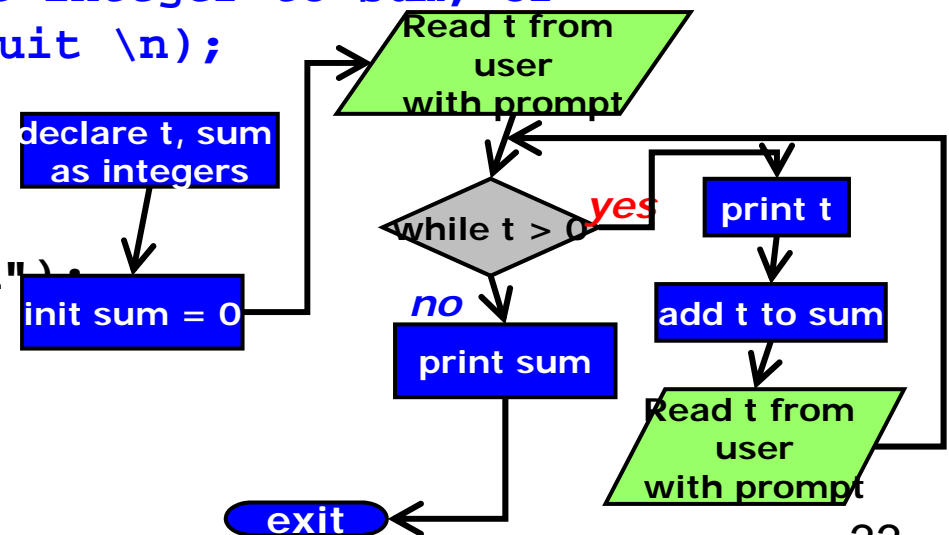 uit \n);
Read t from
user
with prompt
declare t, sum
as integers
init sum = 0
while t > 0
yes
no
print t
add t to sum
print sum
Read t from
user
with prompt
exit